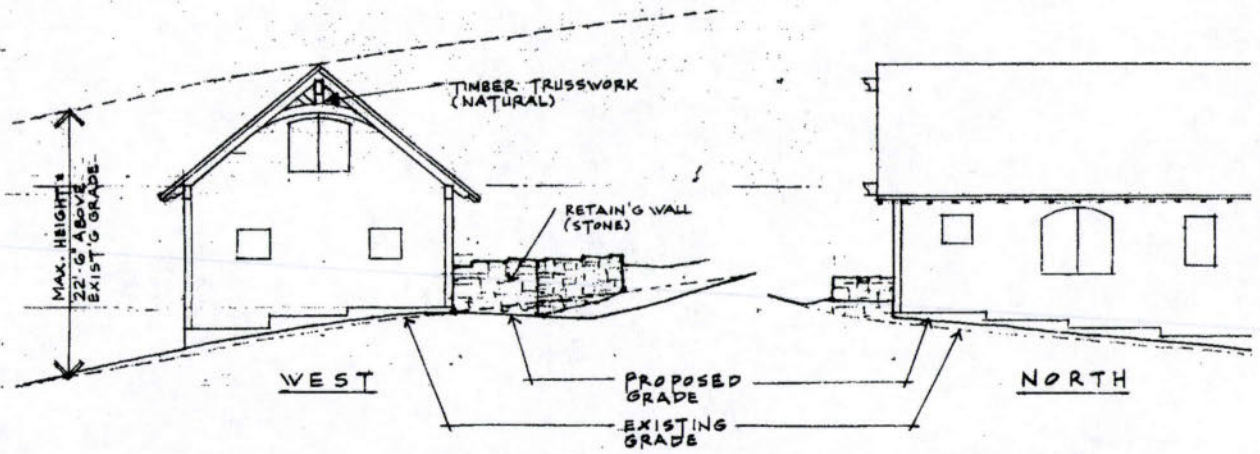 TIMBER TRUSSWORK
(NATURAL)
MAX. HEIGHT =
22'-6" ABOVE
EXIST'G GRADE
RETAIN'G WALL
(STONE)
WEST
PROPOSED
GRADE
NORTH
EXISTING
GRADE